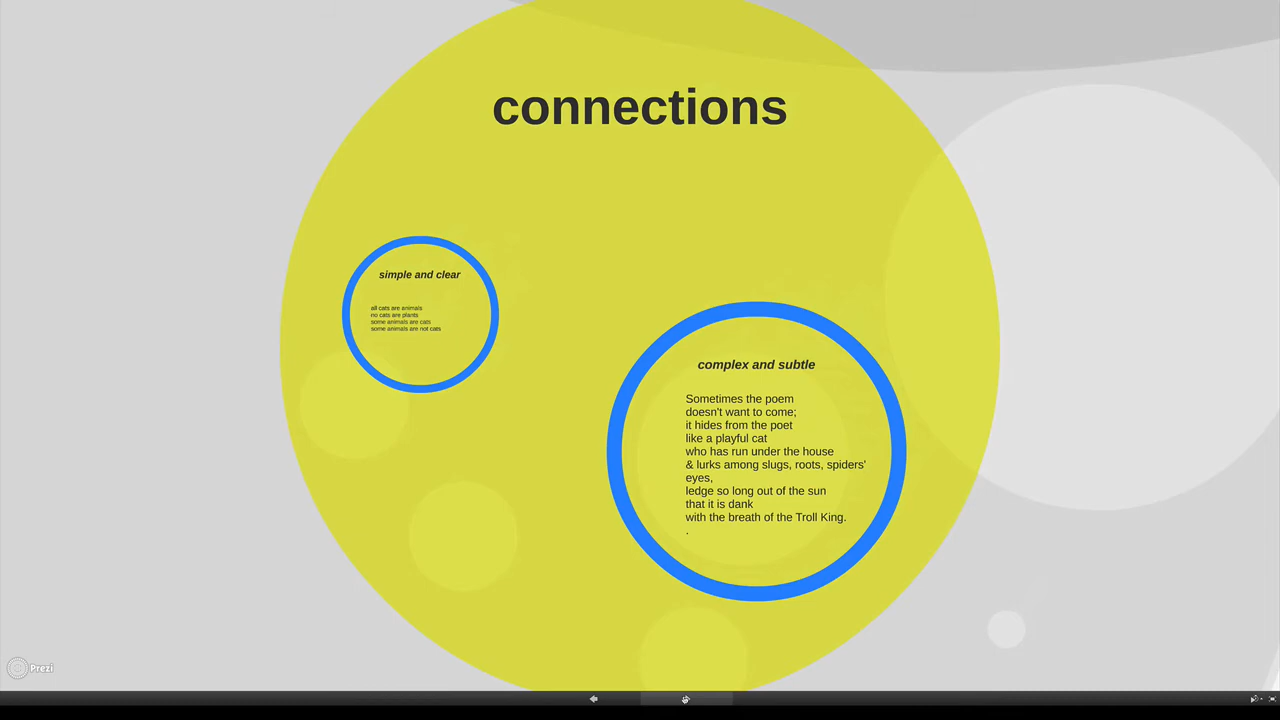 connections
simple and clear
all cats are animals
no cats are plants
some animals are cats
some animals are not cats
complex and subtle
Sometimes the poem
doesn't want to come;
it hides from the poet
like a playful cat
who has run under the house
& lurks among slugs, roots, spiders'
eyes,
ledge so long out of the sun
that it is dank
with the breath of the Troll King.
.
Prezi